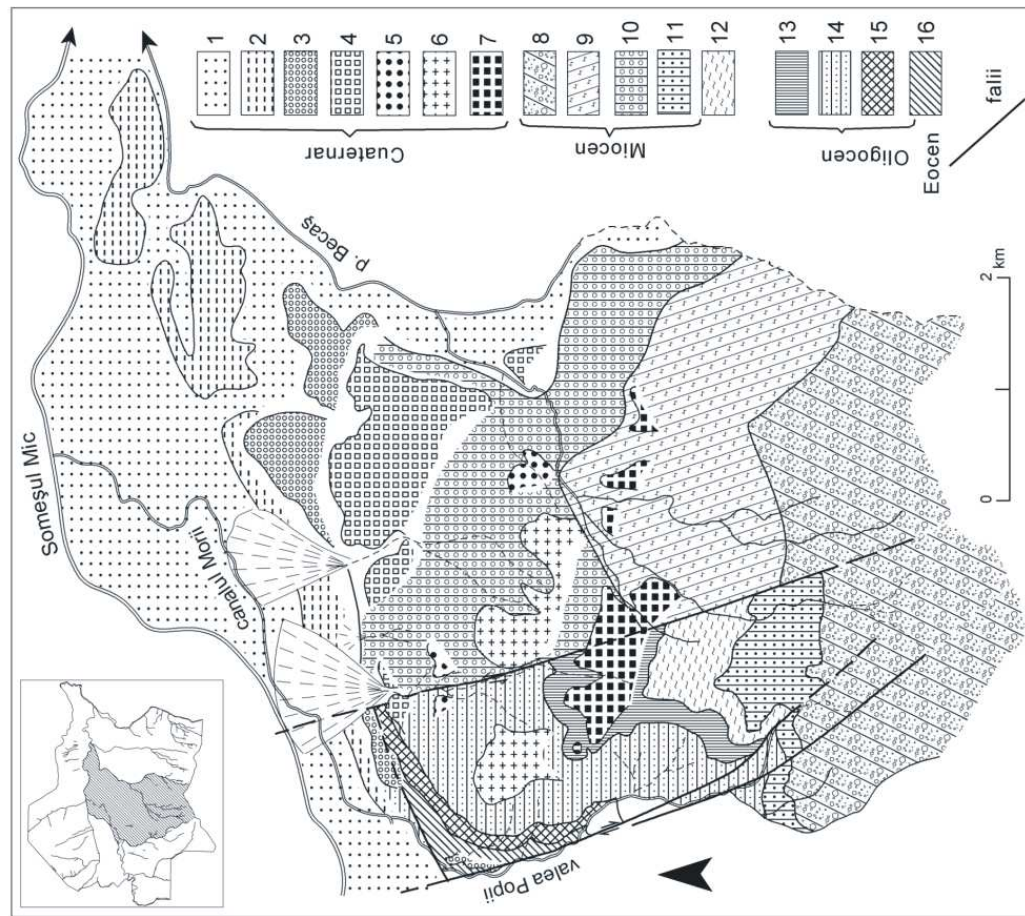 Someşul Mic
canalul Morii
p. Becaş
valea Popii
Cuaternar
1
2
3
4
5
6
7
Miocen
8
9
10
11
12
Oligocen
13
14
15
Eocen
16
falii
0
1
2
km